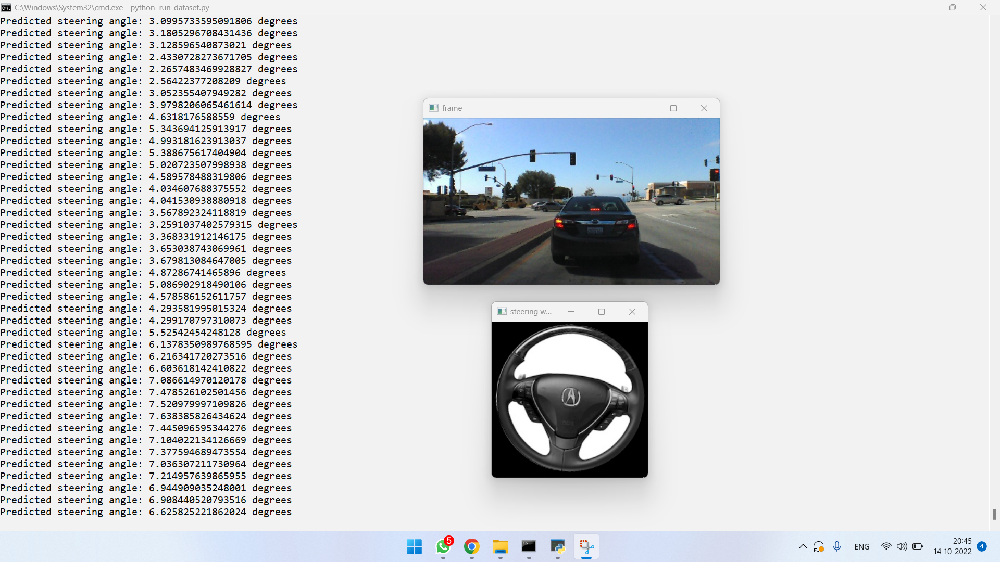 C:\Windows\System32\cmd.exe - python  run_dataset.py
Predicted steering angle: 3.0995733595091806 degrees
Predicted steering angle: 3.1805296708431436 degrees
Predicted steering angle: 3.128596540873021 degrees
Predicted steering angle: 2.4330728273671705 degrees
Predicted steering angle: 2.2657483469928827 degrees
Predicted steering angle: 2.56422377208209 degrees
Predicted steering angle: 3.052355407949282 degrees
Predicted steering angle: 3.9798206065461614 degrees
Predicted steering angle: 4.6318176588559 degrees
Predicted steering angle: 5.343694125913917 degrees
Predicted steering angle: 4.993181623913037 degrees
Predicted steering angle: 5.388675617404904 degrees
Predicted steering angle: 5.020723507998938 degrees
Predicted steering angle: 4.589578488319806 degrees
Predicted steering angle: 4.034607688375552 degrees
Predicted steering angle: 4.041530938880918 degrees
Predicted steering angle: 3.567892324118819 degrees
Predicted steering angle: 3.2591037402579315 degrees
Predicted steering angle: 3.368331912146175 degrees
Predicted steering angle: 3.653038743069961 degrees
Predicted steering angle: 3.679813084647005 degrees
Predicted steering angle: 4.87286741465896 degrees
Predicted steering angle: 5.086902918490106 degrees
Predicted steering angle: 4.578586152611757 degrees
Predicted steering angle: 4.293581995015324 degrees
Predicted steering angle: 4.299170797310073 degrees
Predicted steering angle: 5.52542454248128 degrees
Predicted steering angle: 6.1378350989768595 degrees
Predicted steering angle: 6.216341720273516 degrees
Predicted steering angle: 6.603618142410822 degrees
Predicted steering angle: 7.086614970120178 degrees
Predicted steering angle: 7.478526102501456 degrees
Predicted steering angle: 7.520979997109826 degrees
Predicted steering angle: 7.638385826434624 degrees
Predicted steering angle: 7.445096595344276 degrees
Predicted steering angle: 7.104022134126669 degrees
Predicted steering angle: 7.377594689473554 degrees
Predicted steering angle: 7.036307211730964 degrees
Predicted steering angle: 7.214957639865955 degrees
Predicted steering angle: 6.944909035248001 degrees
Predicted steering angle: 6.908440520793516 degrees
Predicted steering angle: 6.625825221862024 degrees
frame
steering w...
5
ENG
20:45
14-10-2022
4